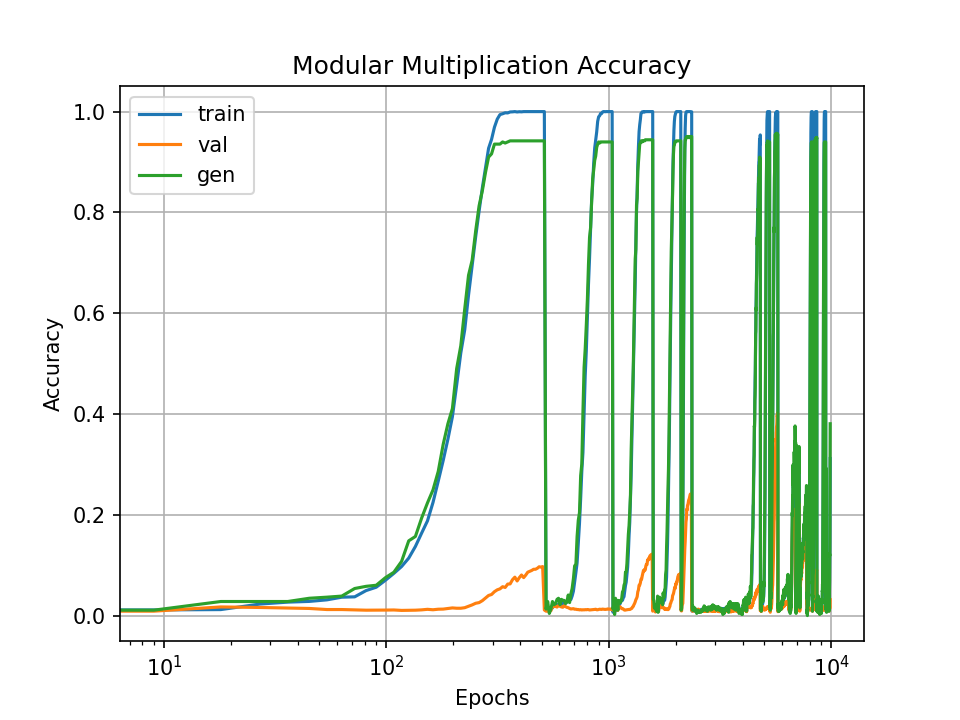 Modular Multiplication Accuracy
train
val
gen
1.0
0.8
0.6
0.4
0.2
0.0
Accuracy
10¹ 10² 10³ 10⁴
Epochs